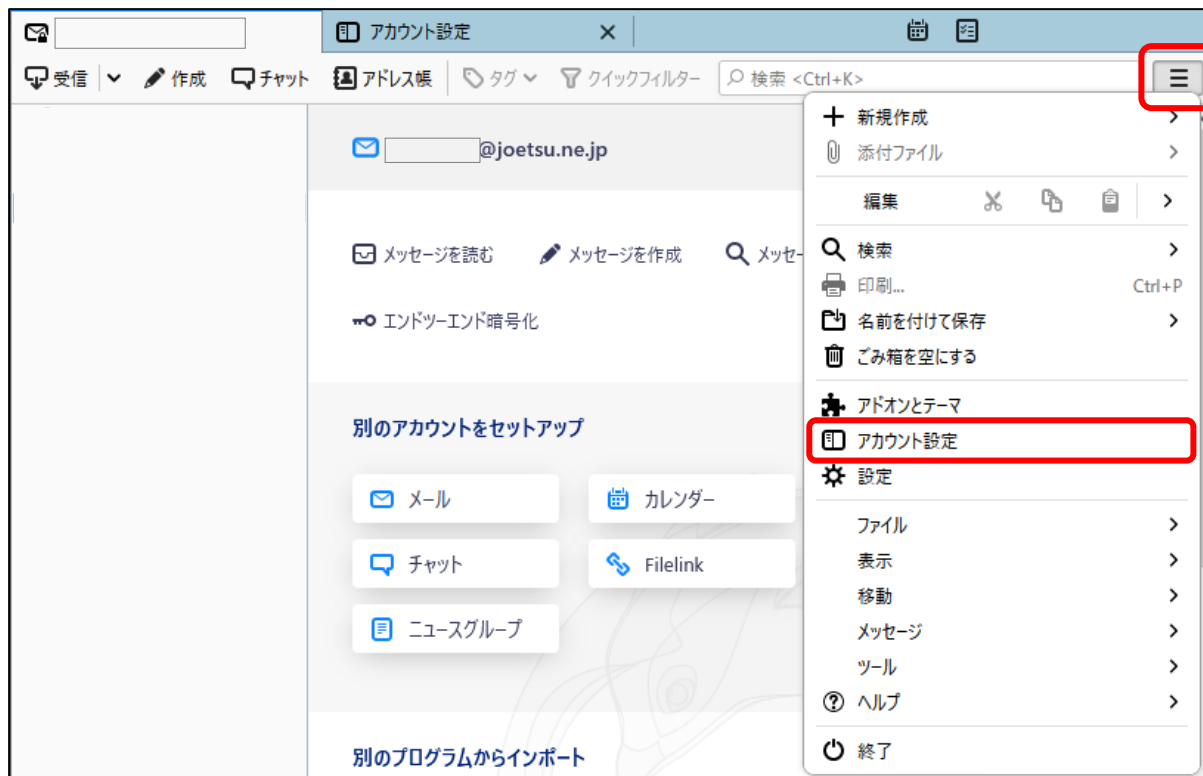 アカウント設定
受信 作成 チャット アドレス帳 タグ クイックフィルター 検索 <Ctrl+K>
@joetsu.ne.jp
メッセージを読む メッセージを作成 メッセー
エンドツーエンド暗号化
別のアカウントをセットアップ
メール カレンダー
チャット Filelink
ニュースグループ
別のプログラムからインポート
新規作成
添付ファイル
編集
検索
印刷... Ctrl+P
名前を付けて保存
ごみ箱を空にする
アドオンとテーマ
アカウント設定
設定
ファイル
表示
移動
メッセージ
ツール
ヘルプ
終了